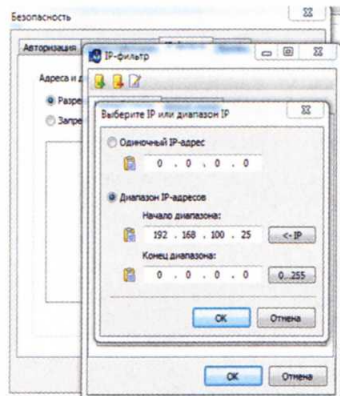 Безопасность
Авторизация
IP-фильтр
Адреса и д
Разре
Запре
Выберите IP или диапазон IP
Одиночный IP-адрес
0 . 0 . 0 . 0
Диапазон IP-адресов
Начало диапазона:
192 . 168 . 100 . 25
<- IP
Конец диапазона:
0 . 0 . 0 . 0
0..255
OK
Отмена
OK
Отмена